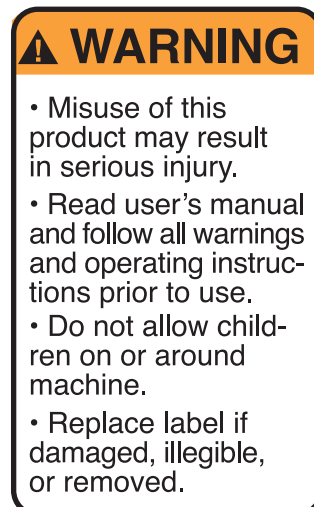 WARNING
• Misuse of this
product may result
in serious injury.
• Read user's manual
and follow all warnings
and operating instruc-
tions prior to use.
• Do not allow child-
ren on or around
machine.
• Replace label if
damaged, illegible,
or removed.